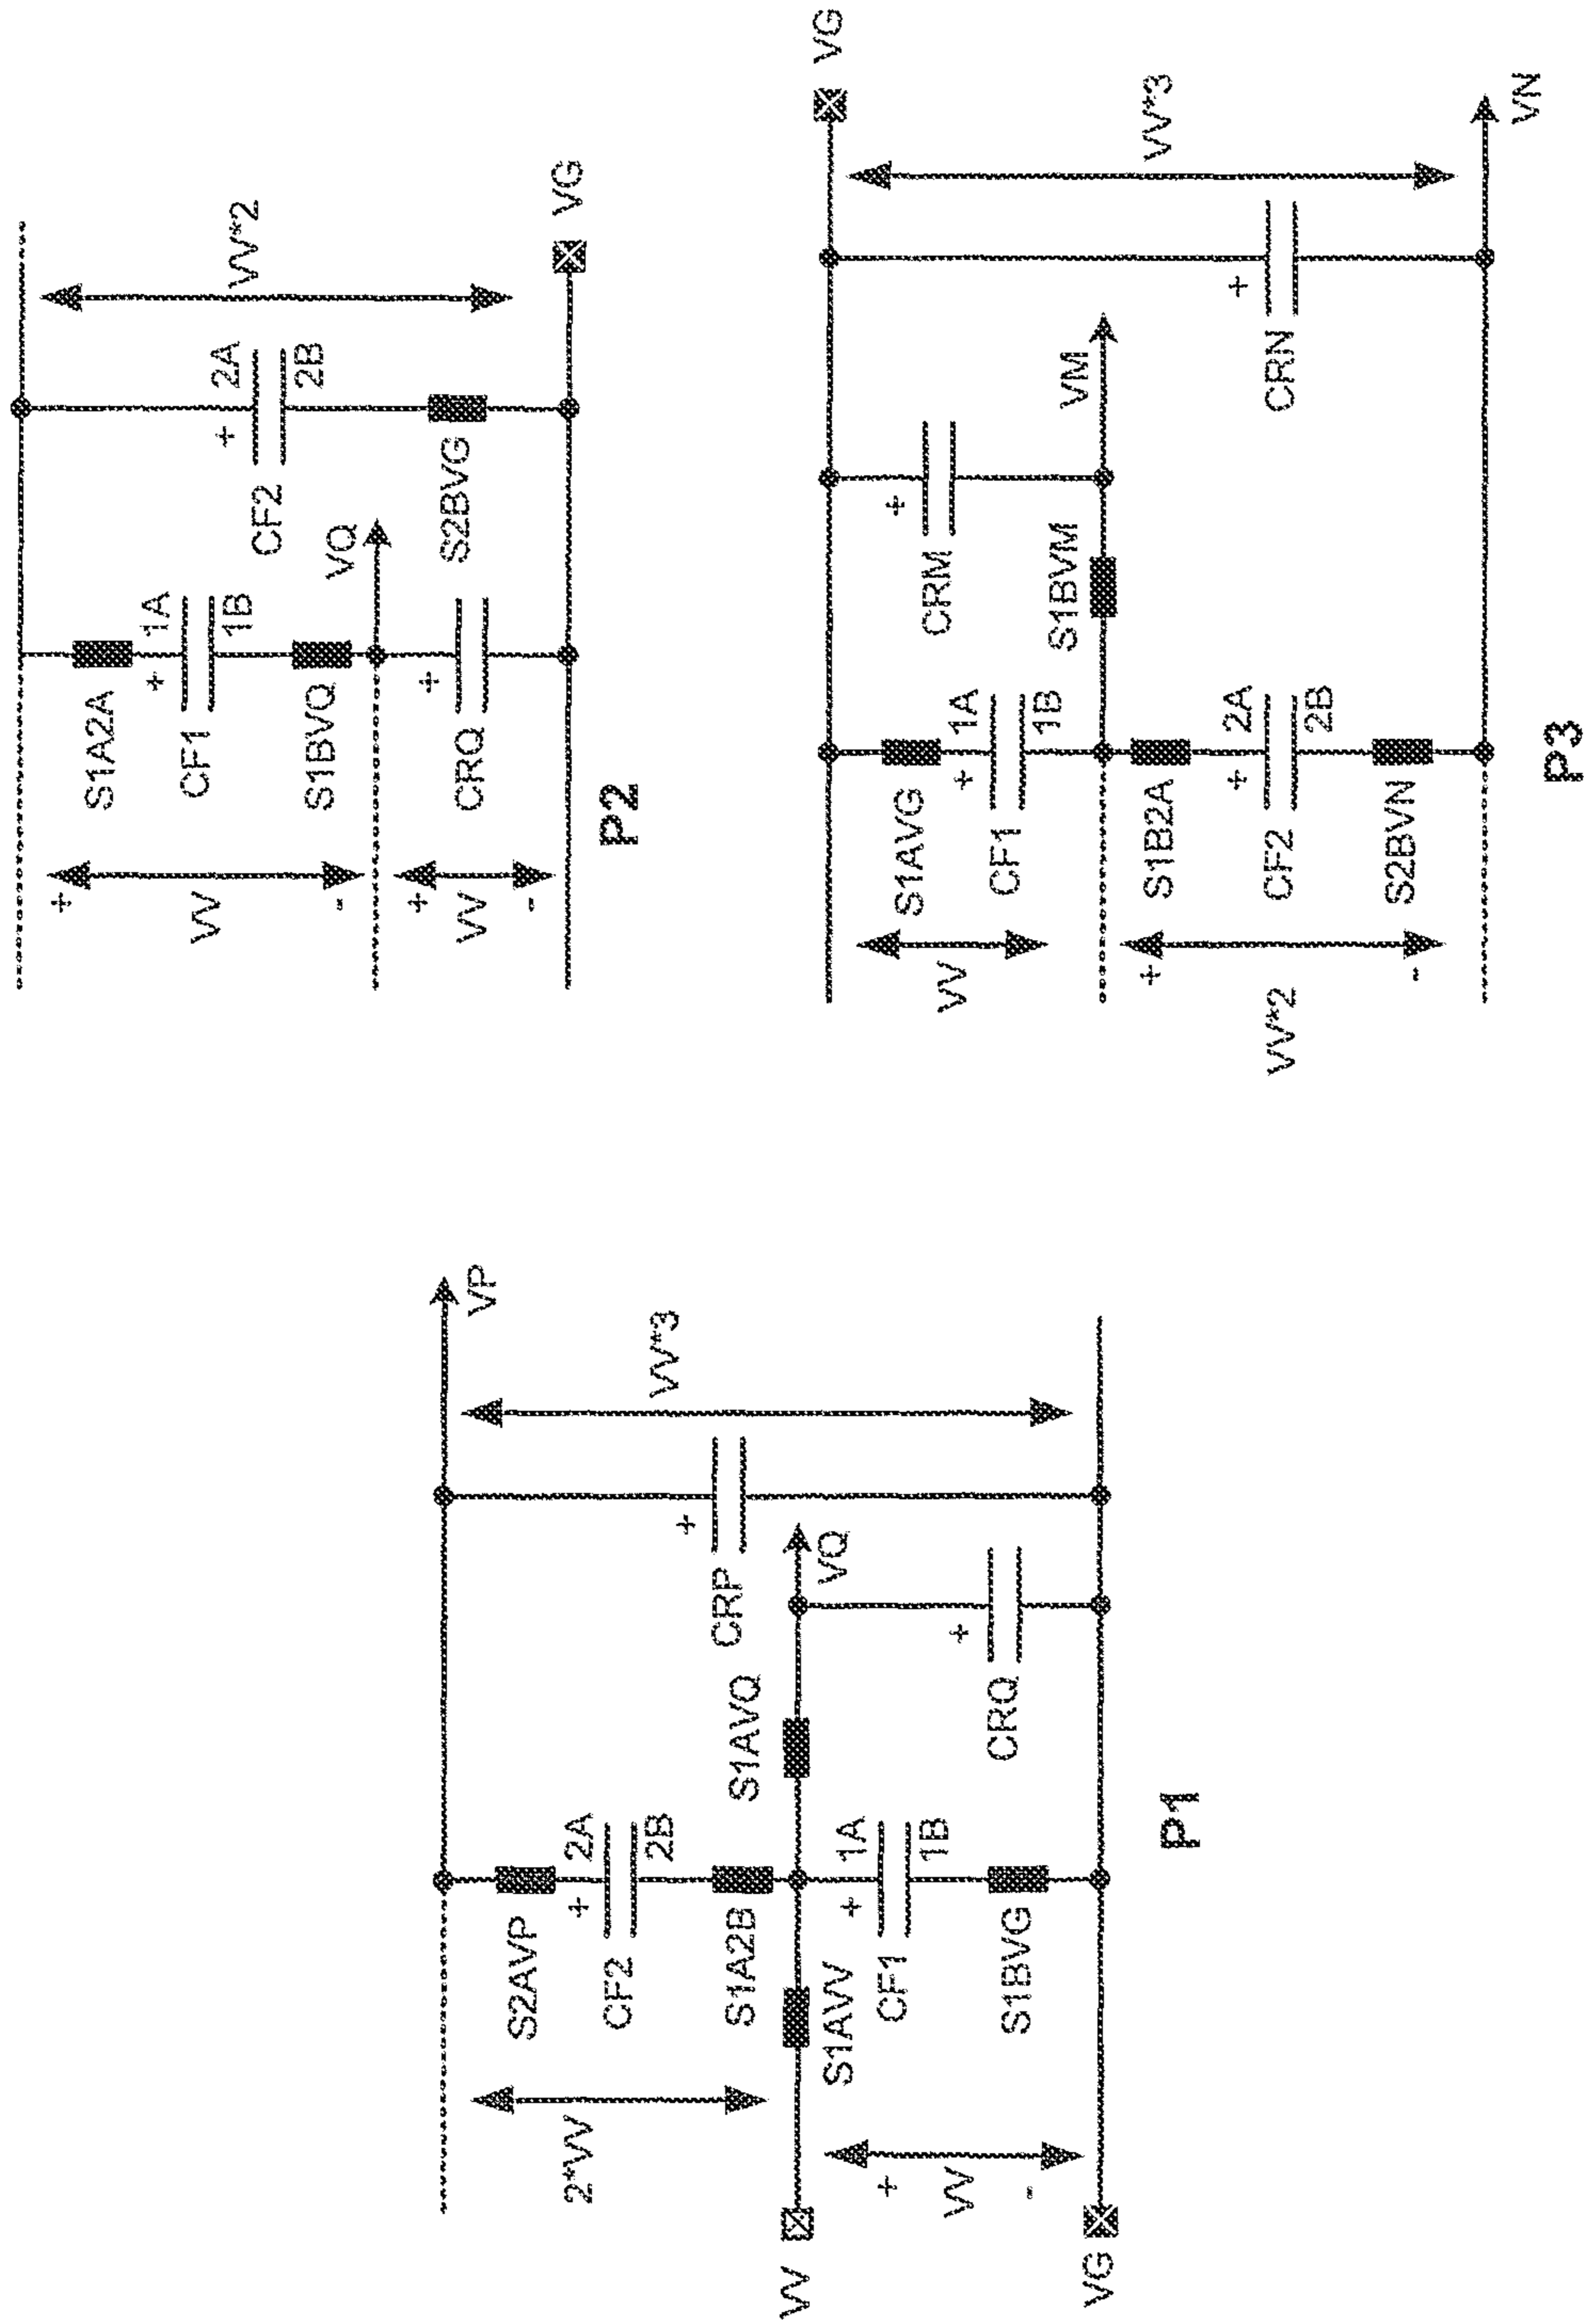 VP
VV*3
CRP
VQ
S1AVQ
CRQ
S2AVP
2A
+
CF2
2B
S1A2B
1A
+
CF1
1B
S1AVV
S1BVG
2*VV
+
VV
-
+
+
VV
VG
P1
VV*2
VG
2A
+
CF2
2B
S2BVG
VQ
S1A2A
1A
+
CF1
1B
S1BVQ
+
CRQ
+
VV
-
+
VV
-
P2
VG
VV*3
VN
+
CRN
VM
+
CRM
S1BVM
S1AVG
1A
+
CF1
1B
S1B2A
2A
+
CF2
2B
S2BVN
VV
+
VV*2
-
P3